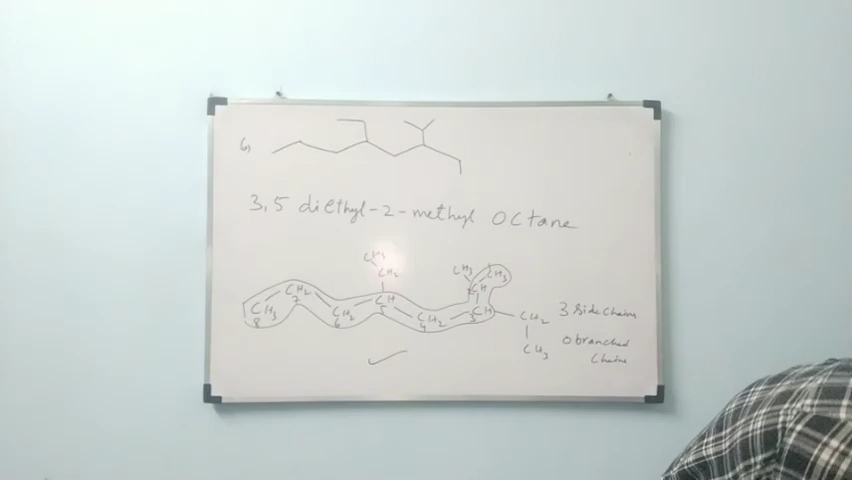 6)
3,5 diethyl-2-methyl octane
CH3
CH2
CH3 CH3
CH2 CH 2 CH
CH3 7 CH2 5 CH2 3 CH CH2 3 side chains
8 6 4
CH3 0 branched
chains